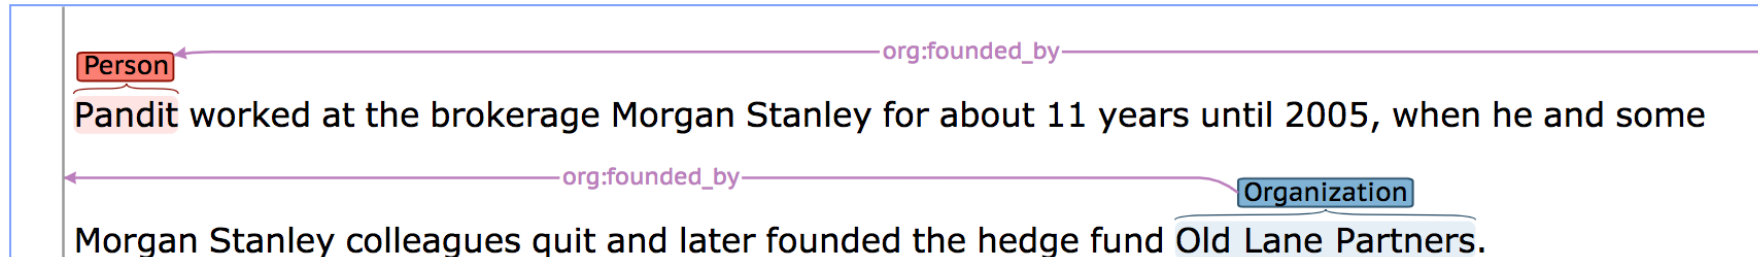 org:founded_by
Person
Pandit worked at the brokerage Morgan Stanley for about 11 years until 2005, when he and some
org:founded_by
Organization
Morgan Stanley colleagues quit and later founded the hedge fund Old Lane Partners.